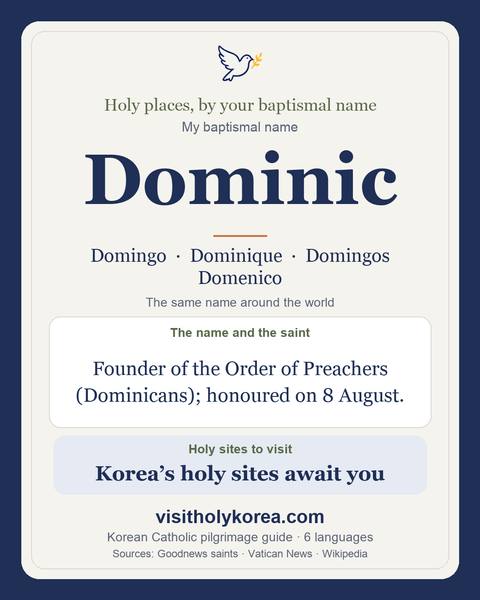 Holy places, by your baptismal name
My baptismal name
Dominic
Domingo · Dominique · Domingos
Domenico
The same name around the world
The name and the saint
Founder of the Order of Preachers
(Dominicans); honoured on 8 August.
Holy sites to visit
Korea’s holy sites await you
visitholykorea.com
Korean Catholic pilgrimage guide · 6 languages
Sources: Goodnews saints · Vatican News · Wikipedia